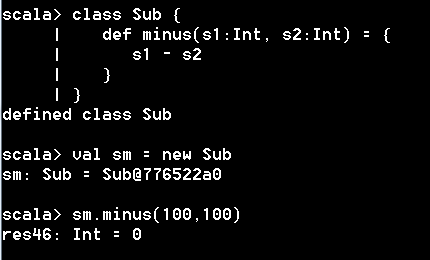 scala> class Sub {
     |     def minus(s1:Int, s2:Int) = {
     |        s1 - s2
     |     }
     | }
defined class Sub
scala> val sm = new Sub
sm: Sub = Sub@776522a0
scala> sm.minus(100,100)
res46: Int = 0